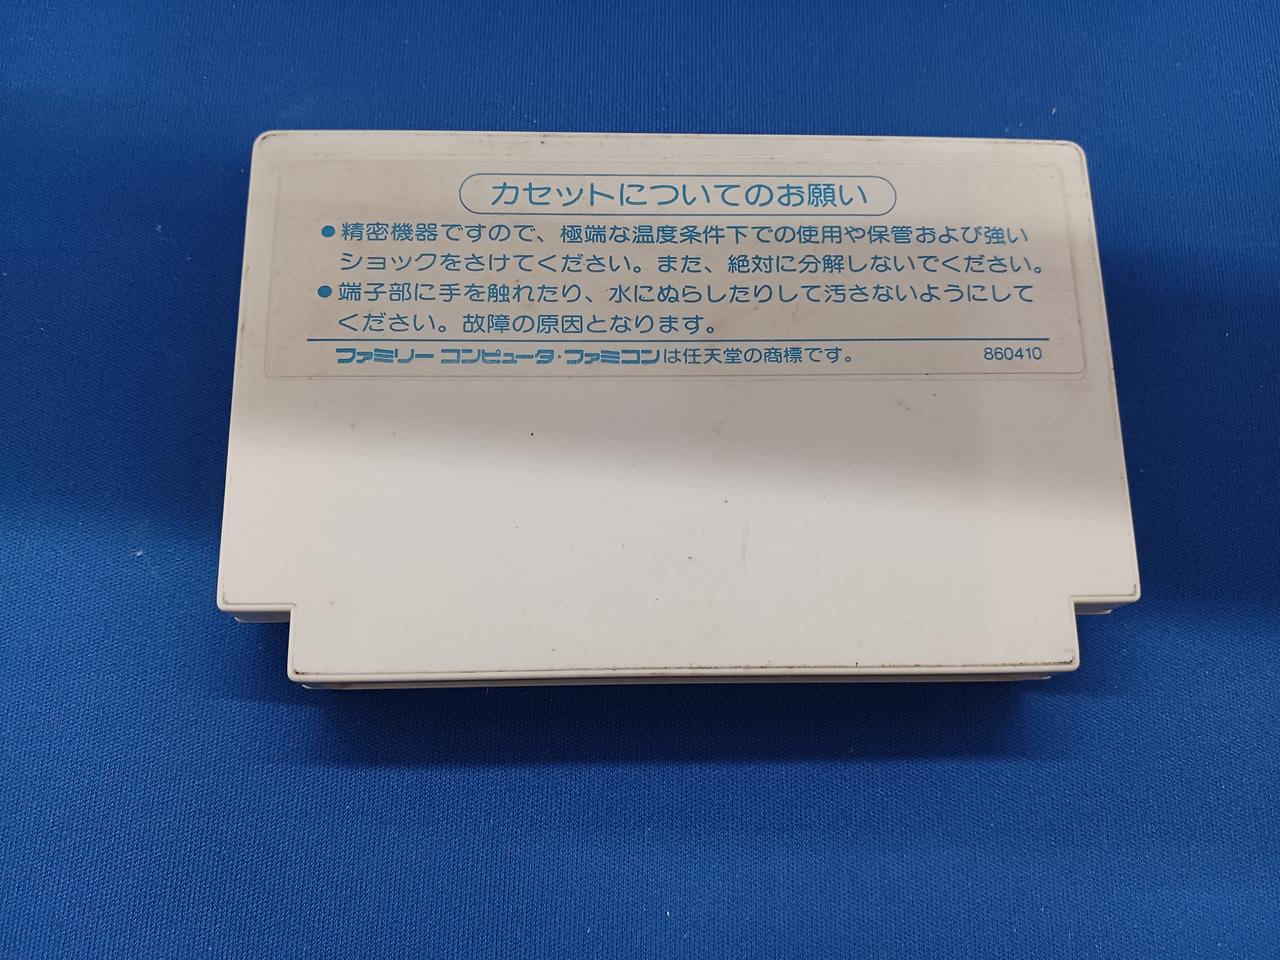 カセットについてのお願い
●精密機器ですので、極端な温度条件下での使用や保管および強い
ショックをさけてください。また、絶対に分解しないでください。
●端子部に手を触れたり、水にぬらしたりして汚さないようにして
ください。故障の原因となります。
ファミリー コンピュータ・ファミコンは任天堂の商標です。 860410